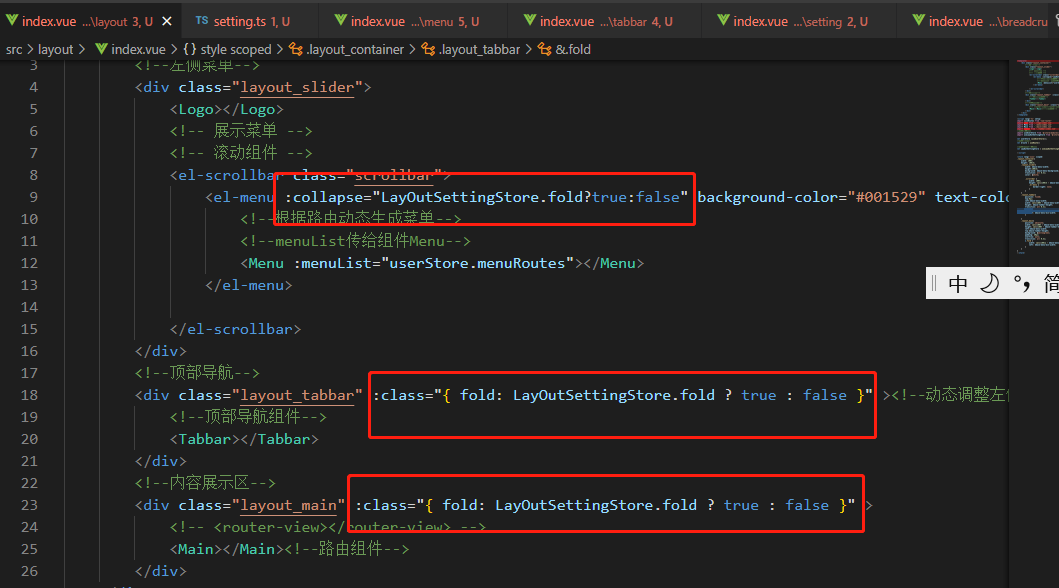 index.vue ...\layout 3, U
TS setting.ts 1, U
index.vue ...\menu 5, U
index.vue ...\tabbar 4, U
index.vue ...\setting 2, U
index.vue ...\breadcru
src > layout > index.vue > {} style scoped > .layout_container > .layout_tabbar > &.fold
3 <!--左侧菜单-->
4 <div class="layout_slider">
5 <Logo></Logo>
6 <!-- 展示菜单 -->
7 <!-- 滚动组件 -->
8 <el-scrollbar class="scrollbar">
9 <el-menu :collapse="LayOutSettingStore.fold?true:false" background-color="#001529" text-colo
10 <!--根据路由动态生成菜单-->
11 <!--menuList传给组件Menu-->
12 <Menu :menuList="userStore.menuRoutes"></Menu>
13 </el-menu>
14
15 </el-scrollbar>
16 </div>
17 <!--顶部导航-->
18 <div class="layout_tabbar" :class="{ fold: LayOutSettingStore.fold ? true : false }" ><!--动态调整左
19 <!--顶部导航组件-->
20 <Tabbar></Tabbar>
21 </div>
22 <!--内容展示区-->
23 <div class="layout_main" :class="{ fold: LayOutSettingStore.fold ? true : false }" >
24 <!-- <router-view></router-view> -->
25 <Main></Main><!--路由组件-->
26 </div>
中 °, 简